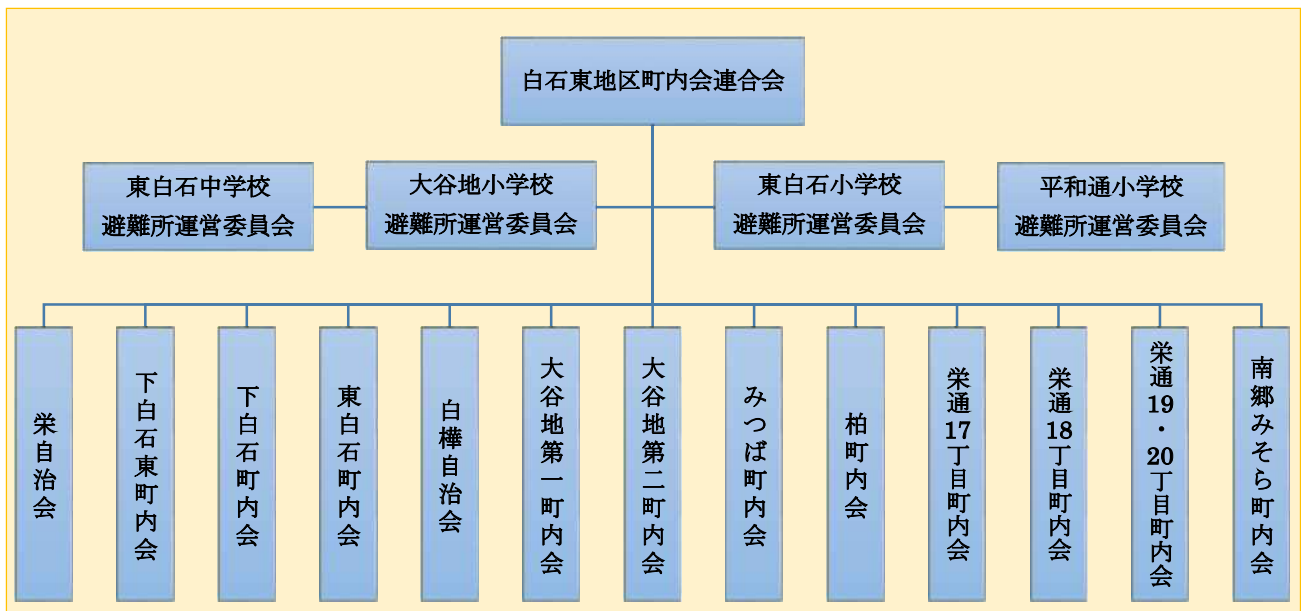 白石東地区町内会連合会
東白石中学校
避難所運営委員会
大谷地小学校
避難所運営委員会
東白石小学校
避難所運営委員会
平和通小学校
避難所運営委員会
栄自治会
下白石東町内会
下白石町内会
東白石町内会
白樺自治会
大谷地第一町内会
大谷地第二町内会
みつば町内会
柏町内会
栄通17丁目町内会
栄通18丁目町内会
栄通19・20丁目町内会
南郷みそら町内会